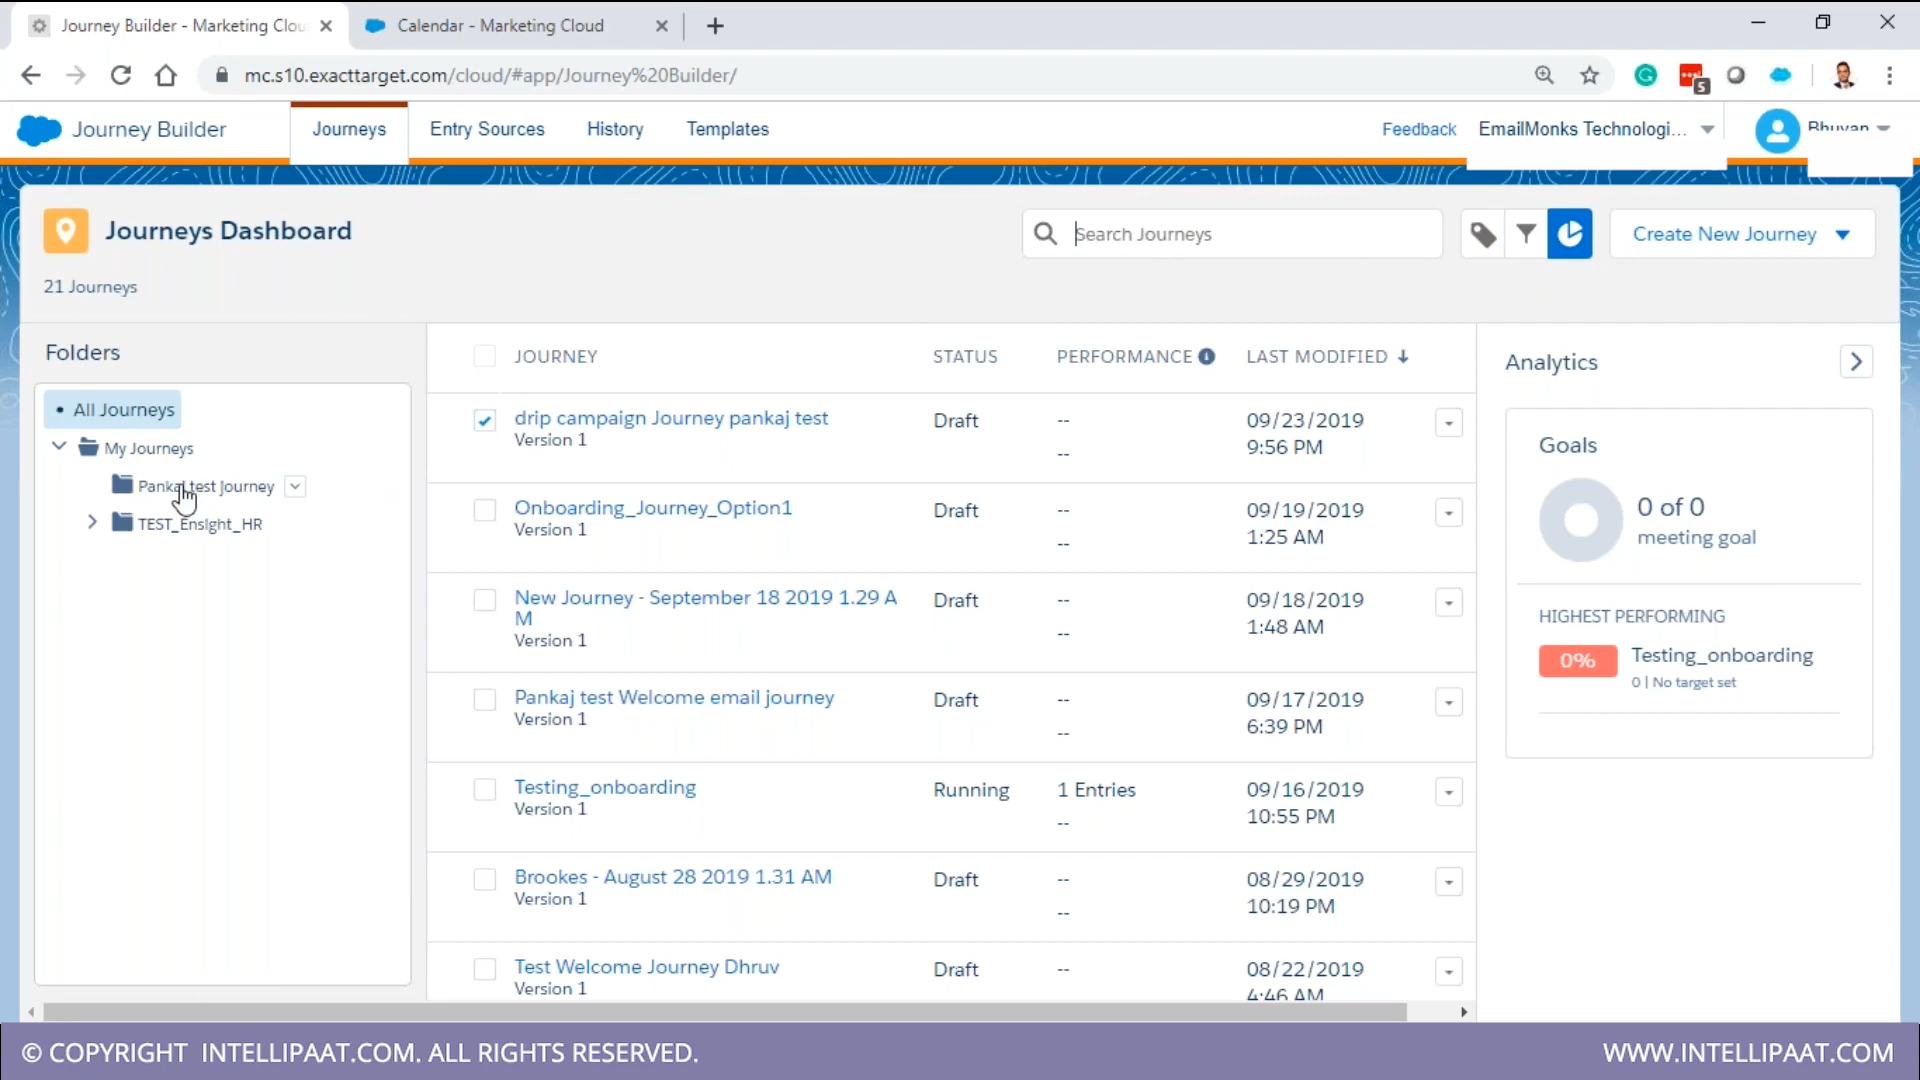 Journey Builder - Marketing Clou
Calendar - Marketing Cloud
mc.s10.exacttarget.com/cloud/#app/Journey%20Builder/
S
Journey Builder
Journeys
Entry Sources
History
Templates
Feedback
EmailMonks Technologi...
Bhuvan
Journeys Dashboard
Search Journeys
Create New Journey
21 Journeys
Folders
JOURNEY
STATUS
PERFORMANCE
LAST MODIFIED
Analytics
All Journeys
My Journeys
Pankaj test Journey
TEST_Ensight_HR
drip campaign Journey pankaj test
Version 1
Draft
--
--
09/23/2019
9:56 PM
Onboarding_Journey_Option1
Version 1
Draft
--
--
09/19/2019
1:25 AM
New Journey - September 18 2019 1.29 A
M
Version 1
Draft
--
--
09/18/2019
1:48 AM
Pankaj test Welcome email journey
Version 1
Draft
--
--
09/17/2019
6:39 PM
Testing_onboarding
Version 1
Running
1 Entries
--
09/16/2019
10:55 PM
Brookes - August 28 2019 1.31 AM
Version 1
Draft
--
--
08/29/2019
10:19 PM
Test Welcome Journey Dhruv
Version 1
Draft
--
08/22/2019
4:46 AM
Goals
0 of 0
meeting goal
HIGHEST PERFORMING
0%
Testing_onboarding
0 | No target set
© COPYRIGHT INTELLIPAAT.COM. ALL RIGHTS RESERVED.
WWW.INTELLIPAAT.COM